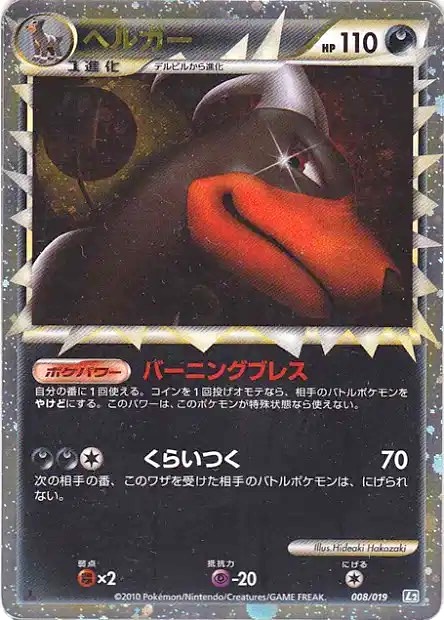 ヘルガー
HP 110
1進化
デルビルから進化
ポケパワー バーニングブレス
自分の番に1回使える。コインを1回投げオモテなら、相手のバトルポケモンを
やけどにする。このパワーは、このポケモンが特殊状態なら使えない。
くらいつく 70
次の相手の番、このワザを受けた相手のバトルポケモンは、にげられ
ない。
Illus.Hideaki Hakozaki
弱点 抵抗力 にげる
×2 -20
©2010 Pokémon/Nintendo/Creatures/GAME FREAK. 008/019 L2